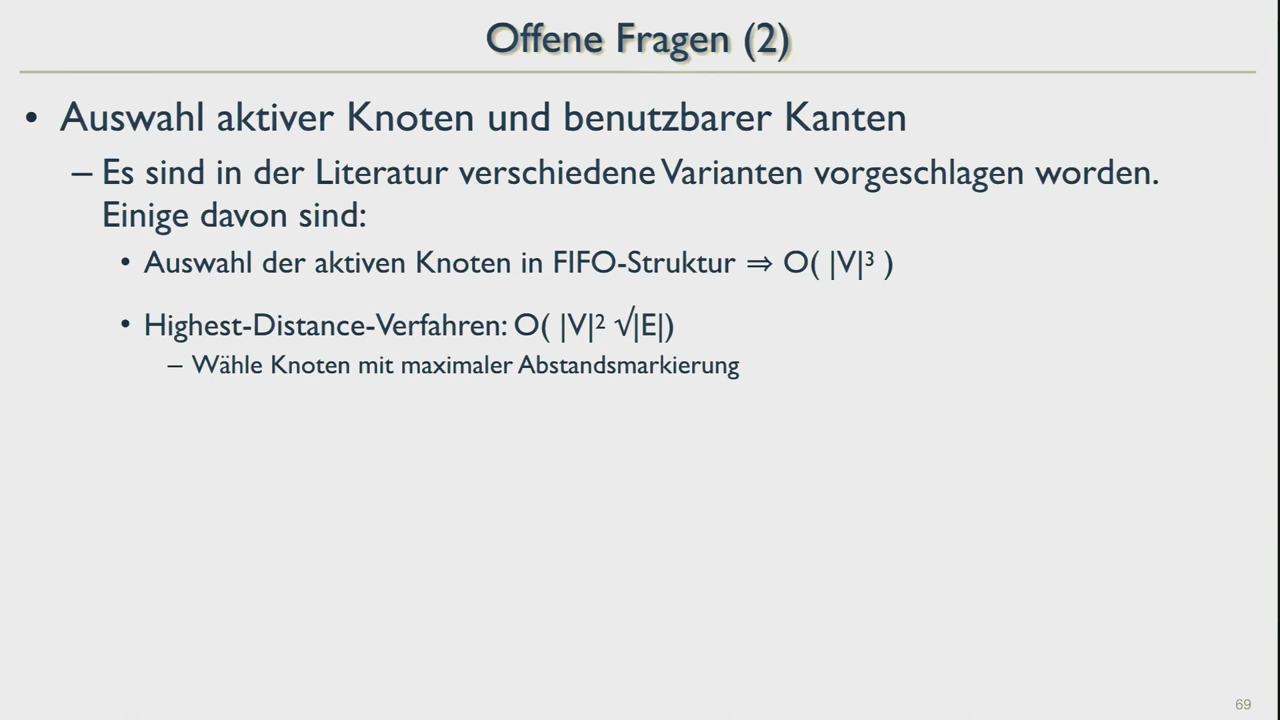 Offene Fragen (2)
• Auswahl aktiver Knoten und benutzbarer Kanten
– Es sind in der Literatur verschiedene Varianten vorgeschlagen worden.
Einige davon sind:
• Auswahl der aktiven Knoten in FIFO-Struktur ⇒ O( |V|³ )
• Highest-Distance-Verfahren: O( |V|² √|E|)
– Wähle Knoten mit maximaler Abstandsmarkierung
69